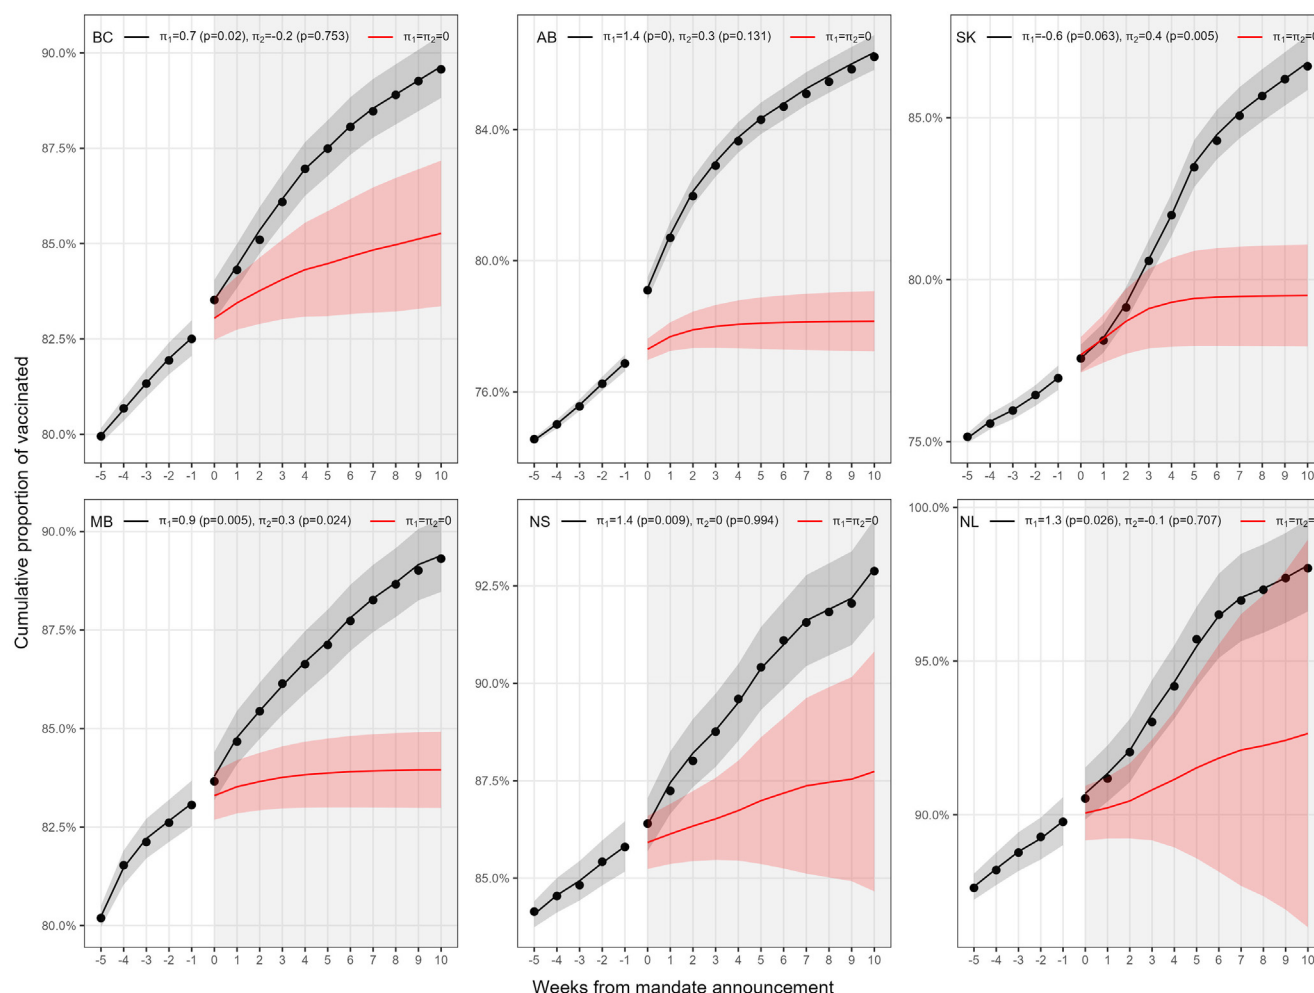 BC π₁=0.7 (p=0.02), π₂=-0.2 (p=0.753) π₁=π₂=0
90.0%
87.5%
85.0%
82.5%
80.0%
-5 -4 -3 -2 -1 0 1 2 3 4 5 6 7 8 9 10
AB π₁=1.4 (p=0), π₂=0.3 (p=0.131) π₁=π₂=0
84.0%
80.0%
76.0%
-5 -4 -3 -2 -1 0 1 2 3 4 5 6 7 8 9 10
SK π₁=-0.6 (p=0.063), π₂=0.4 (p=0.005) π₁=π₂=0
85.0%
80.0%
75.0%
-5 -4 -3 -2 -1 0 1 2 3 4 5 6 7 8 9 10
Cumulative proportion of vaccinated
MB π₁=0.9 (p=0.005), π₂=0.3 (p=0.024) π₁=π₂=0
90.0%
87.5%
85.0%
82.5%
80.0%
-5 -4 -3 -2 -1 0 1 2 3 4 5 6 7 8 9 10
NS π₁=1.4 (p=0.009), π₂=0 (p=0.994) π₁=π₂=0
92.5%
90.0%
87.5%
85.0%
-5 -4 -3 -2 -1 0 1 2 3 4 5 6 7 8 9 10
NL π₁=1.3 (p=0.026), π₂=-0.1 (p=0.707) π₁=π₂=
100.0%
95.0%
90.0%
-5 -4 -3 -2 -1 0 1 2 3 4 5 6 7 8 9 10
Weeks from mandate announcement